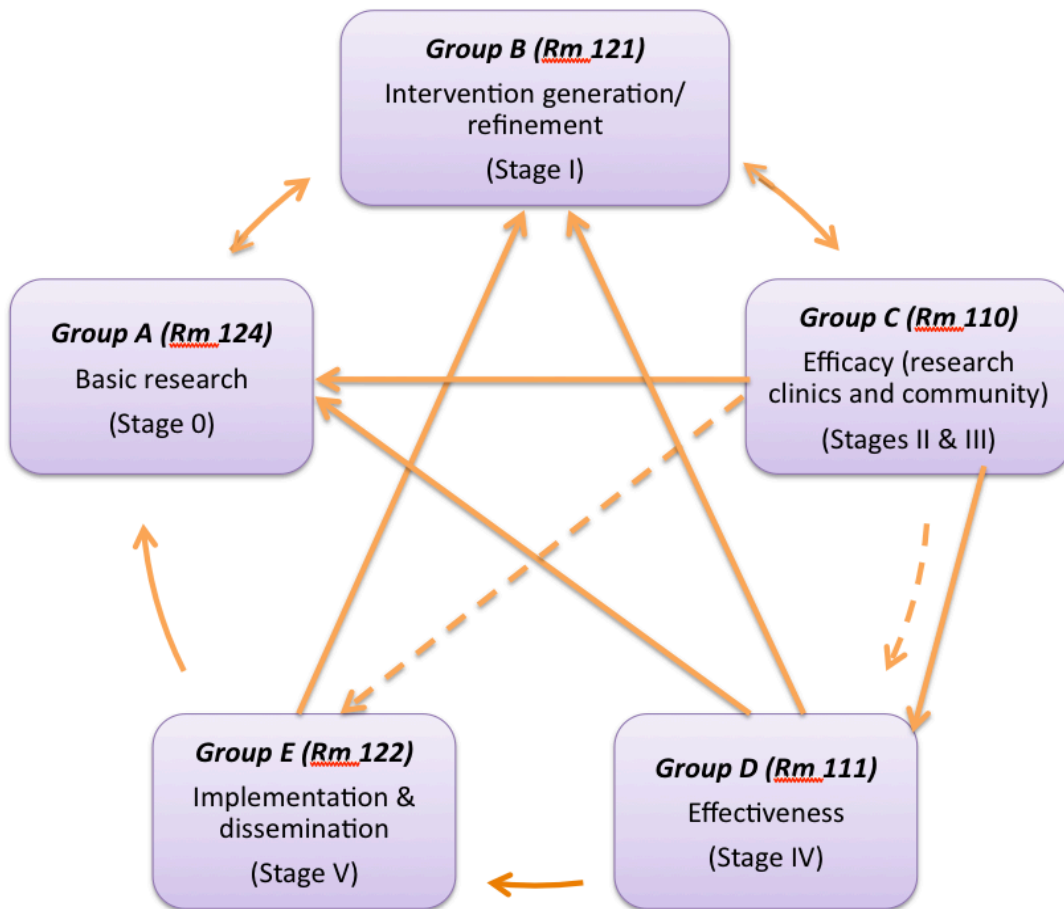 Group B (Rm 121)
Intervention generation/
refinement
(Stage I)
Group A (Rm 124)
Basic research
(Stage 0)
Group C (Rm 110)
Efficacy (research
clinics and community)
(Stages II & III)
Group E (Rm 122)
Implementation &
dissemination
(Stage V)
Group D (Rm 111)
Effectiveness
(Stage IV)